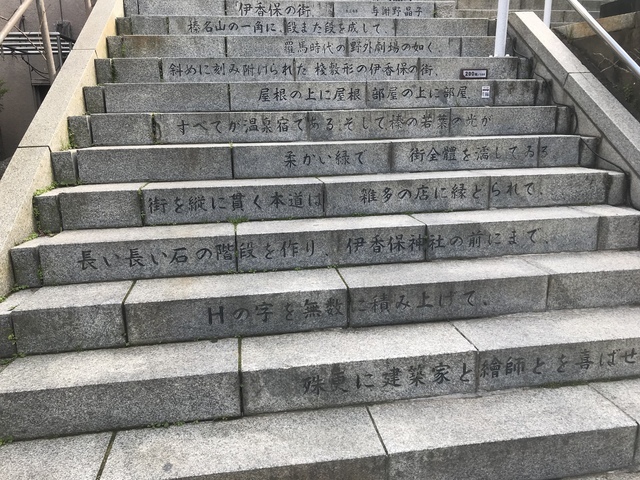 伊香保の街、 与謝野晶子
榛名山の一角に、段また段を成して、
羅馬時代の野外劇場の如く、
斜めに刻み附けられた 桟敷形の伊香保の街、
屋根の上に屋根、部屋の上に部屋、
すべてが温泉宿である、そして榛の若葉の光が
柔かい緑で 街全體を濡してゐる
街を縦に貫く本道は 雑多の店に縁どられて、
長い長い石の階段を作り、伊香保神社の前にまで、
Hの字を無數に積み上げて、
殊更に建築家と繪師とを喜ばせ